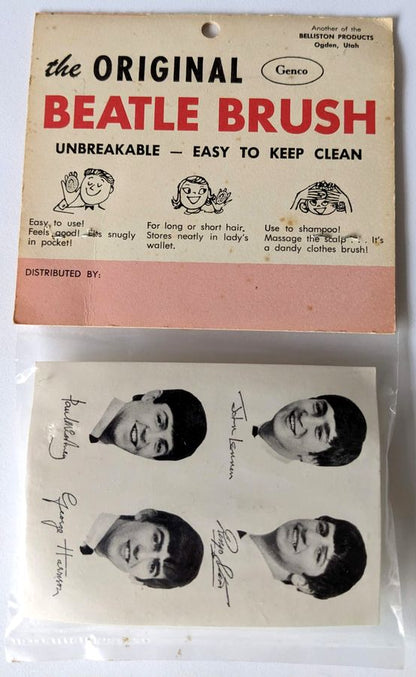 Another of the
BELLISTON PRODUCTS
Ogden, Utah
the ORIGINAL
Genco
BEATLE BRUSH
UNBREAKABLE — EASY TO KEEP CLEAN
Easy to use!
Feels good! Fits snugly
in pocket!
For long or short hair.
Stores neatly in lady's
wallet.
Use to shampoo!
Massage the scalp . . . It's
a dandy clothes brush!
DISTRIBUTED BY:
Paul McCartney
John Lennon
George Harrison
Ringo Starr